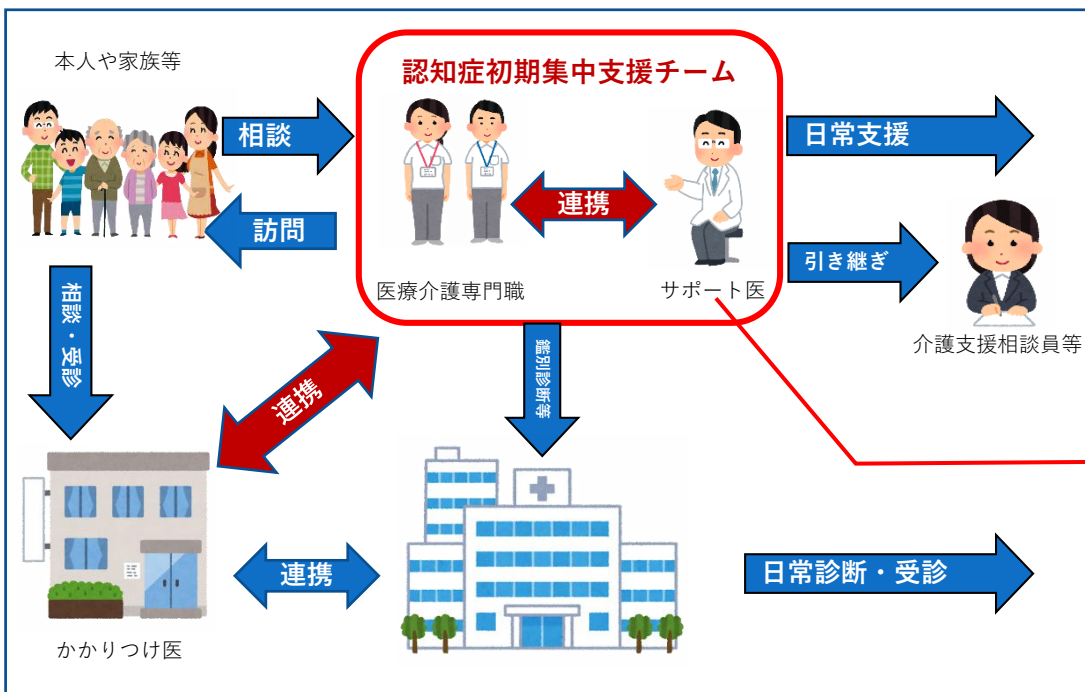 本人や家族等
認知症初期集中支援チーム
相談
日常支援
連携
訪問
引き継ぎ
医療介護専門職
サポート医
介護支援相談員等
相談・受診
鑑別診断等
連携
連携
日常診断・受診
かかりつけ医